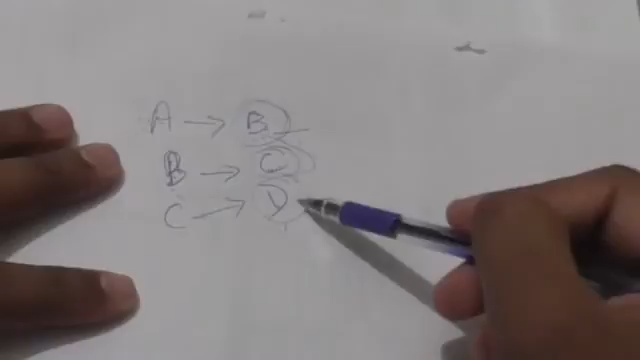 A → B
B → C
C → D